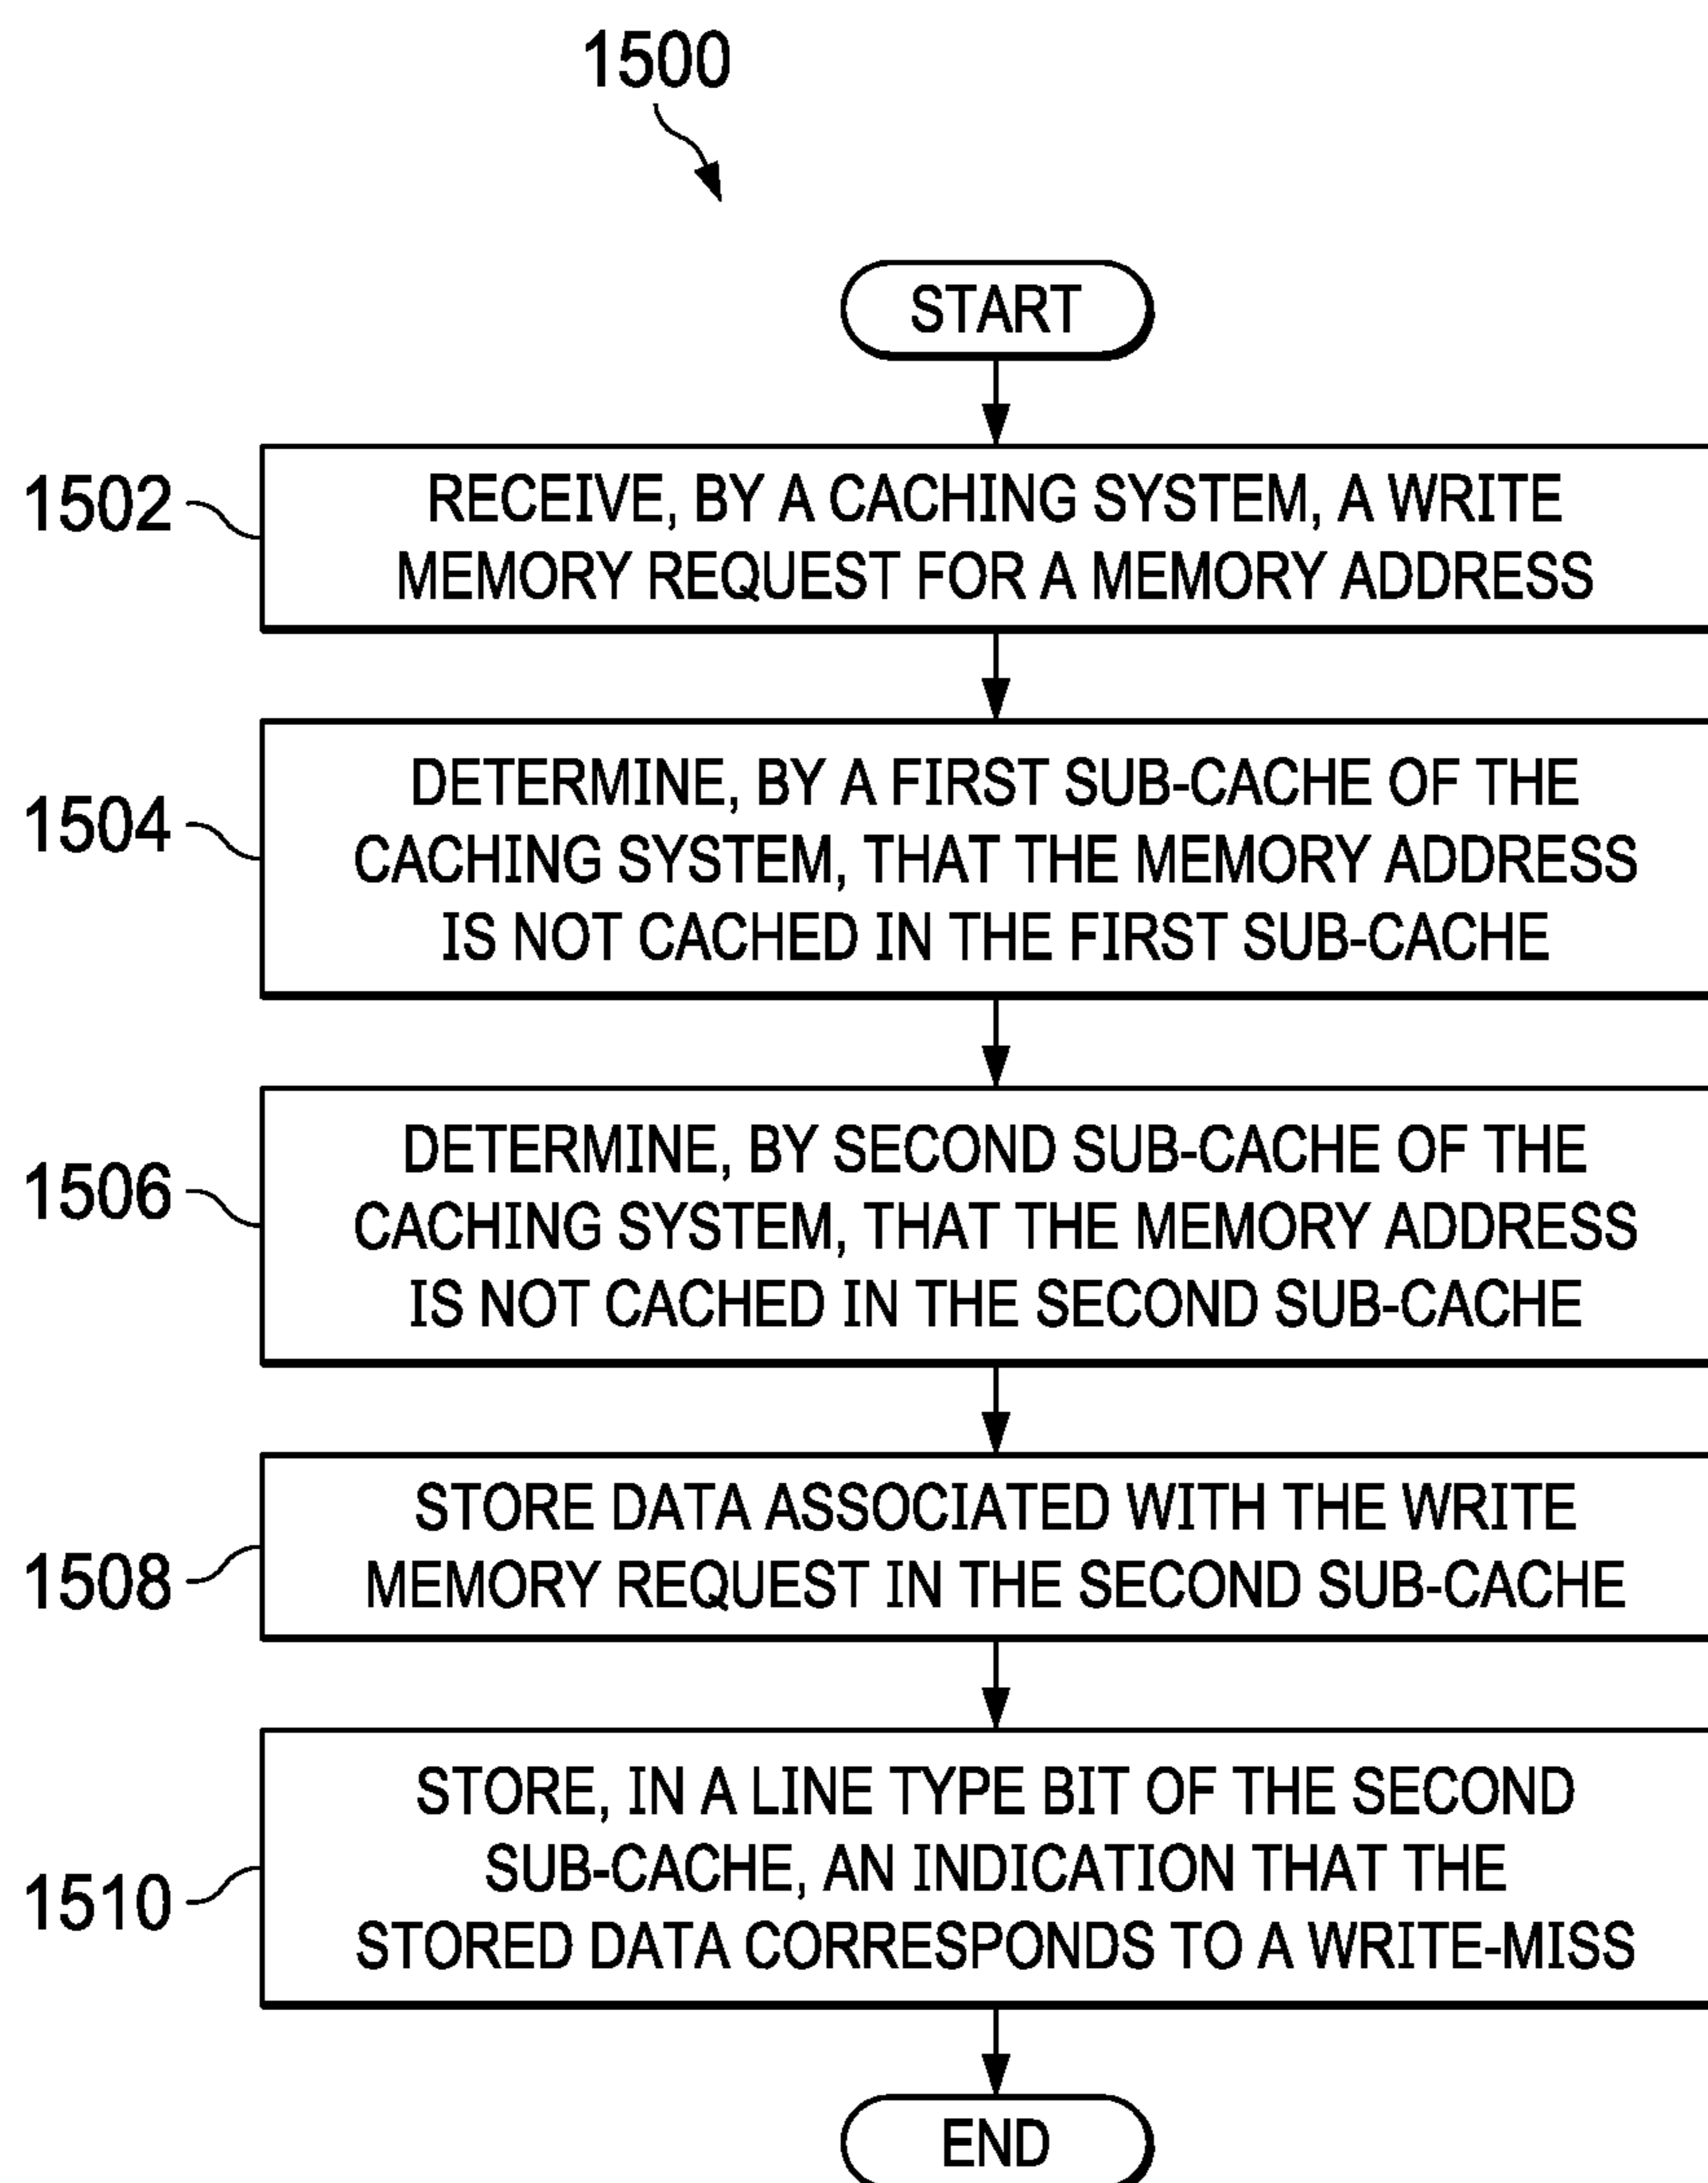 1500
START
1502
RECEIVE, BY A CACHING SYSTEM, A WRITE
MEMORY REQUEST FOR A MEMORY ADDRESS
1504
DETERMINE, BY A FIRST SUB-CACHE OF THE
CACHING SYSTEM, THAT THE MEMORY ADDRESS
IS NOT CACHED IN THE FIRST SUB-CACHE
1506
DETERMINE, BY SECOND SUB-CACHE OF THE
CACHING SYSTEM, THAT THE MEMORY ADDRESS
IS NOT CACHED IN THE SECOND SUB-CACHE
1508
STORE DATA ASSOCIATED WITH THE WRITE
MEMORY REQUEST IN THE SECOND SUB-CACHE
1510
STORE, IN A LINE TYPE BIT OF THE SECOND
SUB-CACHE, AN INDICATION THAT THE
STORED DATA CORRESPONDS TO A WRITE-MISS
END